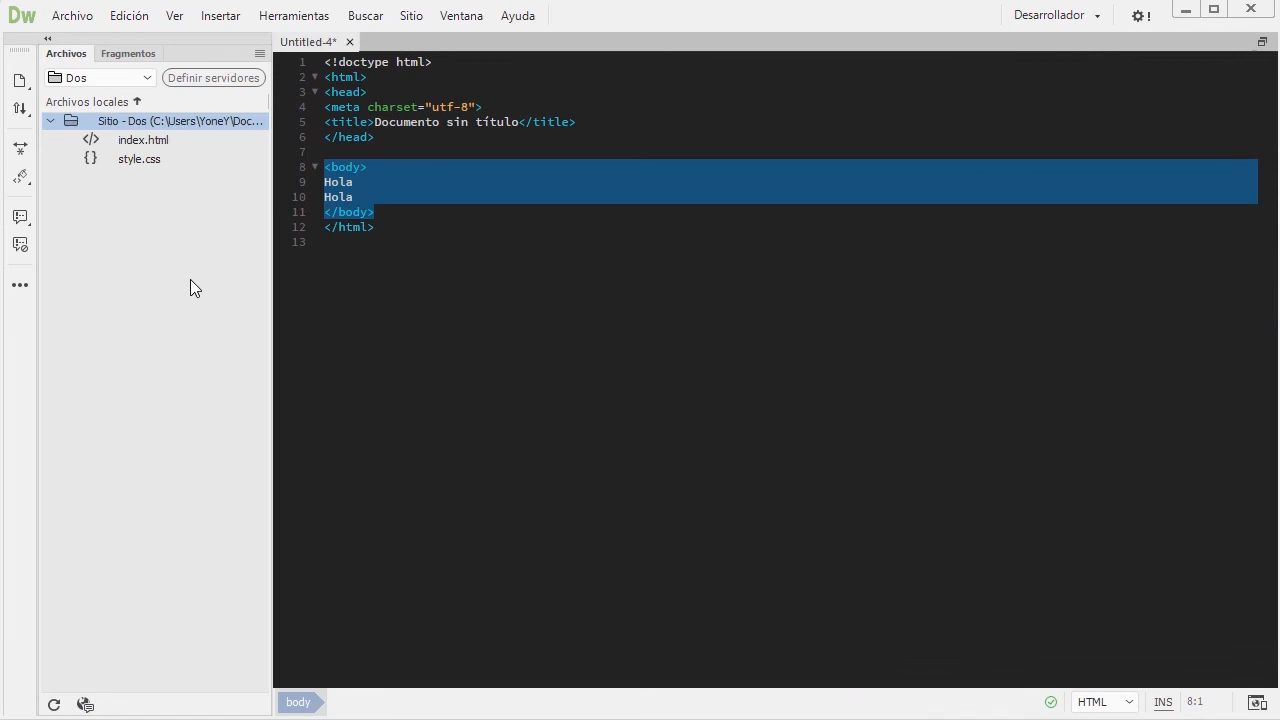 Dw Archivo Edición Ver Insertar Herramientas Buscar Sitio Ventana Ayuda Desarrollador
Archivos Fragmentos
Dos Definir servidores
Archivos locales
Sitio - Dos (C:\Users\YoneY\Doc...
index.html
style.css
Untitled-4*
1 <!doctype html>
2 <html>
3 <head>
4 <meta charset="utf-8">
5 <title>Documento sin título</title>
6 </head>
7
8 <body>
9 Hola
10 Hola
11 </body>
12 </html>
13
body HTML INS 8:1